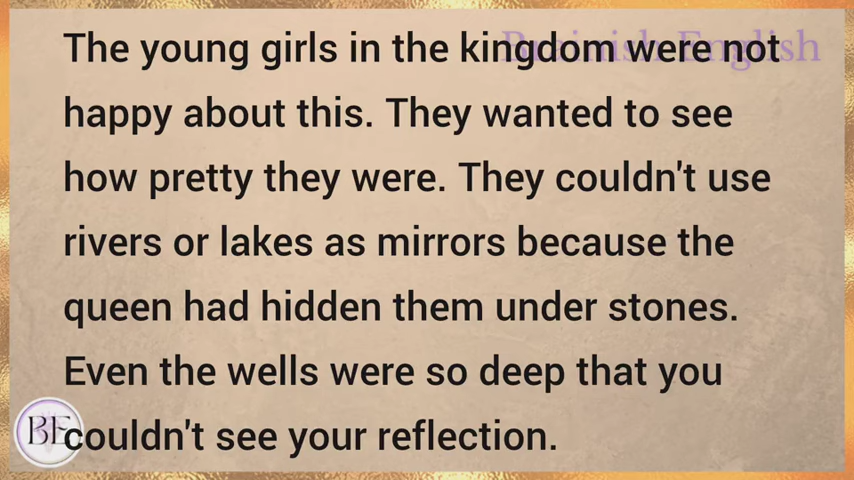 Brainish English
The young girls in the kingdom were not
happy about this. They wanted to see
how pretty they were. They couldn't use
rivers or lakes as mirrors because the
queen had hidden them under stones.
Even the wells were so deep that you
couldn't see your reflection.
BE